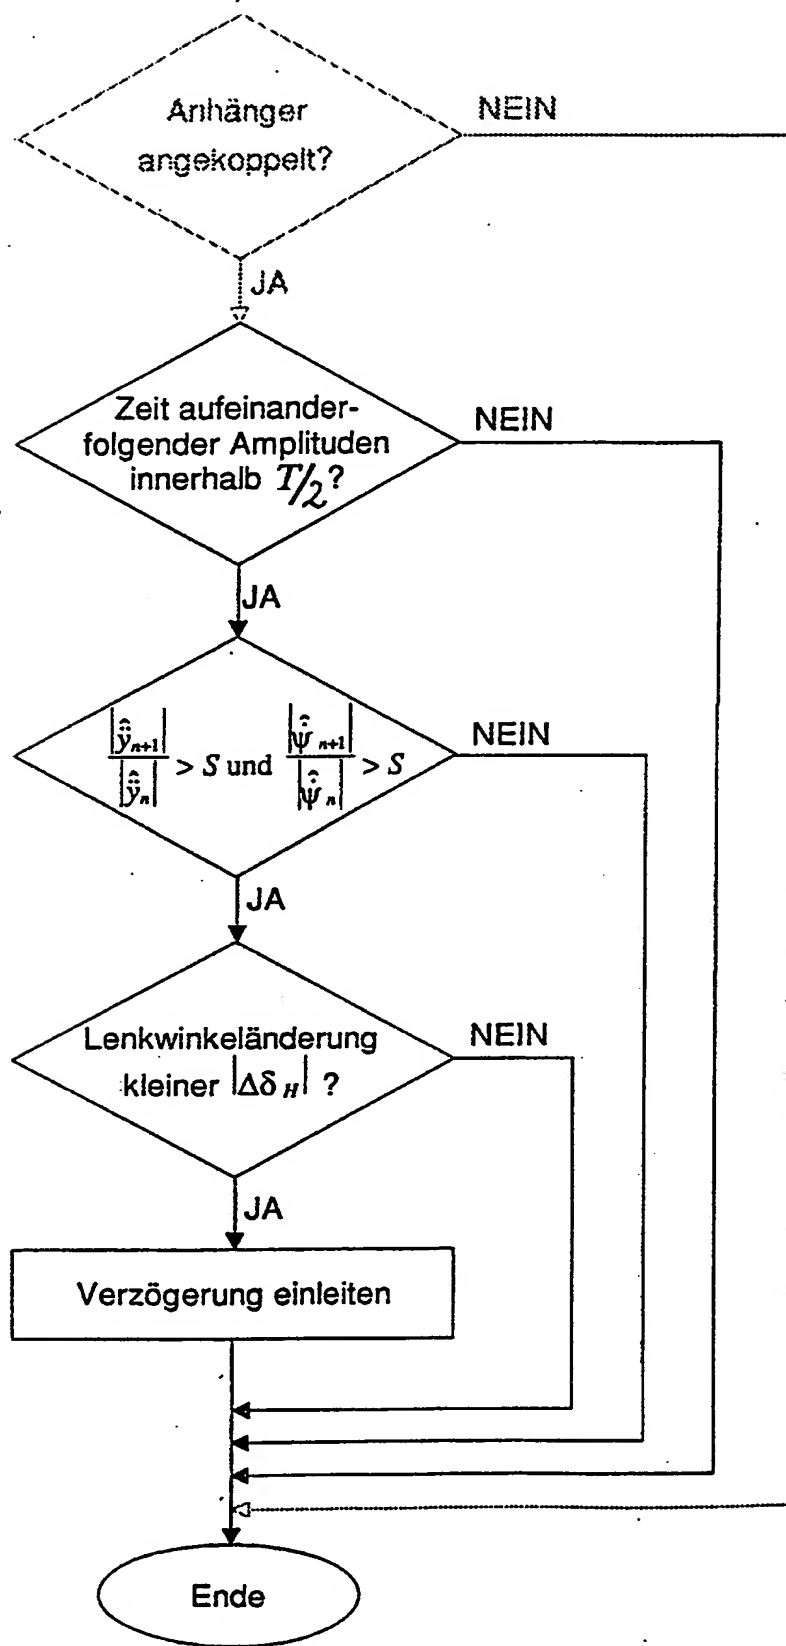 Anhänger
angekoppelt?
NEIN
JA
Zeit aufeinander-
folgender Amplituden
innerhalb T/2?
NEIN
JA
|ŷ̈ₙ₊₁| / |ŷ̈ₙ| > S und |ψ̂̇ₙ₊₁| / |ψ̂̇ₙ| > S
NEIN
JA
Lenkwinkeländerung
kleiner |Δδ_H| ?
NEIN
JA
Verzögerung einleiten
Ende